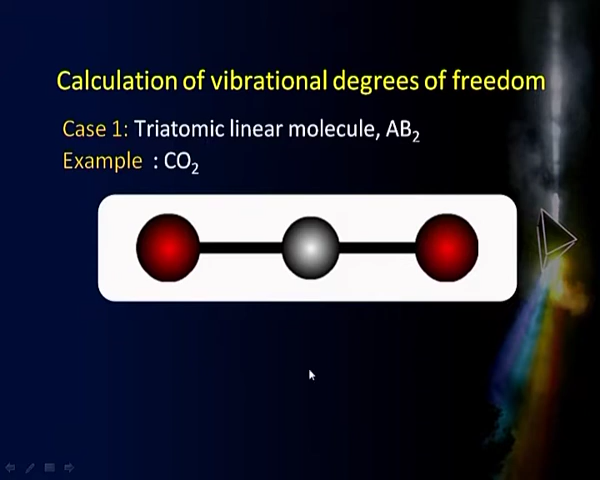 Calculation of vibrational degrees of freedom
Case 1: Triatomic linear molecule, AB₂
Example : CO₂